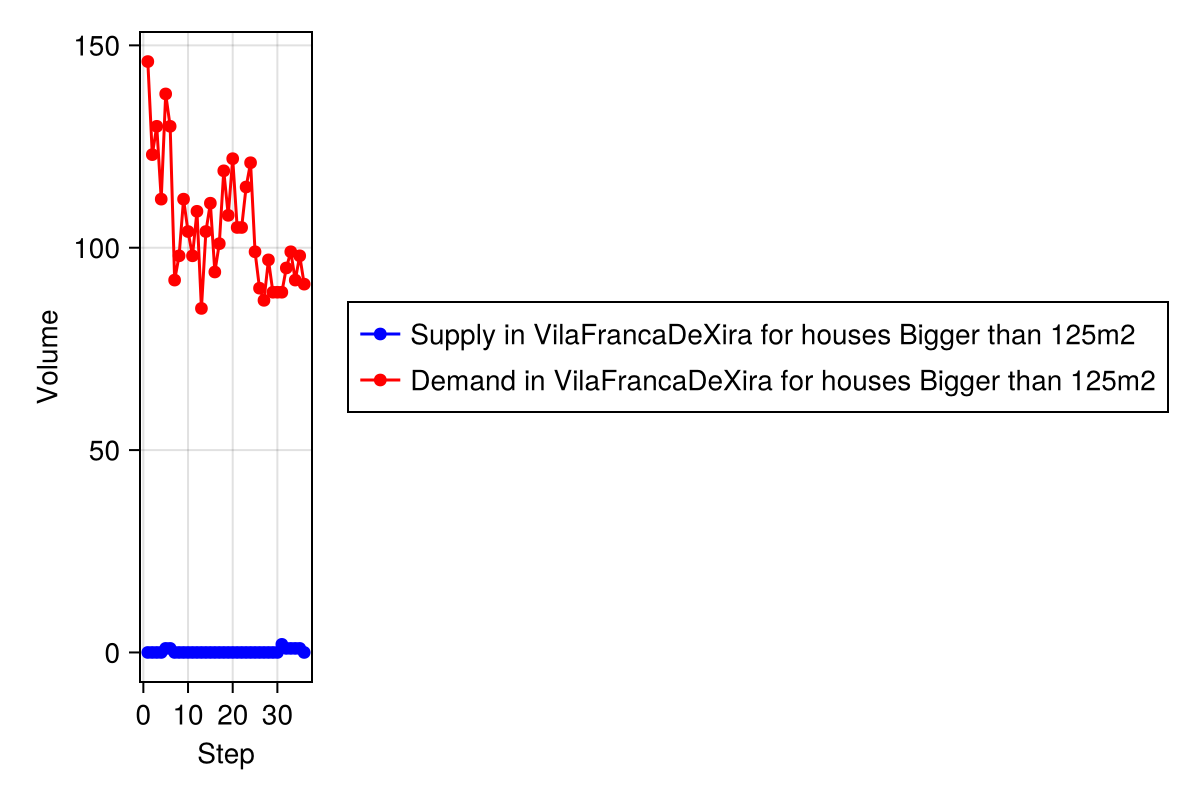 150
100
50
0
Volume
0 10 20 30
Step
Supply in VilaFrancaDeXira for houses Bigger than 125m2
Demand in VilaFrancaDeXira for houses Bigger than 125m2